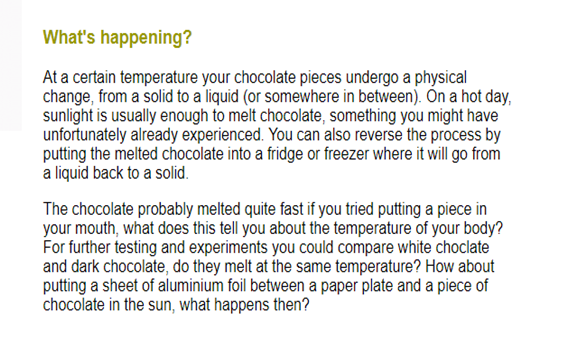 What's happening?
At a certain temperature your chocolate pieces undergo a physical
change, from a solid to a liquid (or somewhere in between). On a hot day,
sunlight is usually enough to melt chocolate, something you might have
unfortunately already experienced. You can also reverse the process by
putting the melted chocolate into a fridge or freezer where it will go from
a liquid back to a solid.
The chocolate probably melted quite fast if you tried putting a piece in
your mouth, what does this tell you about the temperature of your body?
For further testing and experiments you could compare white choclate
and dark chocolate, do they melt at the same temperature? How about
putting a sheet of aluminium foil between a paper plate and a piece of
chocolate in the sun, what happens then?